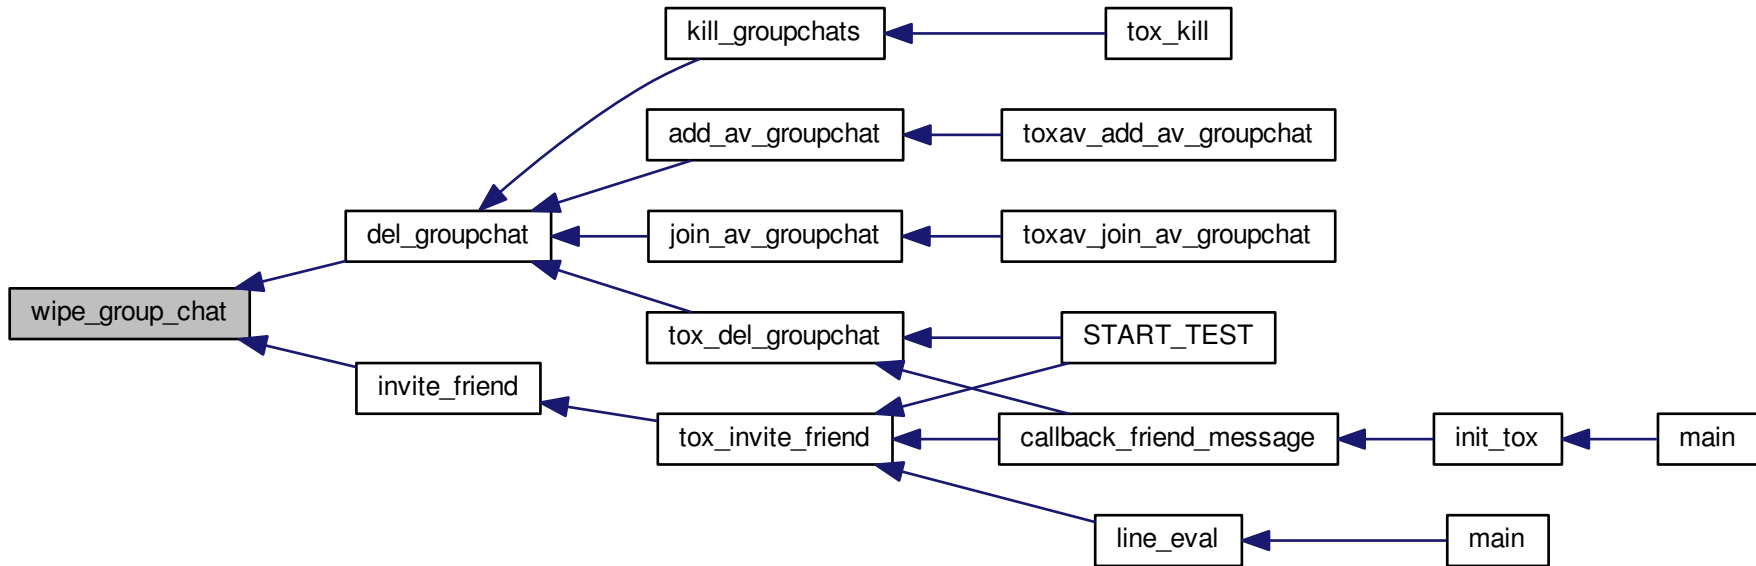 kill_groupchats
tox_kill
add_av_groupchat
toxav_add_av_groupchat
del_groupchat
join_av_groupchat
toxav_join_av_groupchat
wipe_group_chat
tox_del_groupchat
START_TEST
invite_friend
tox_invite_friend
callback_friend_message
init_tox
main
line_eval
main